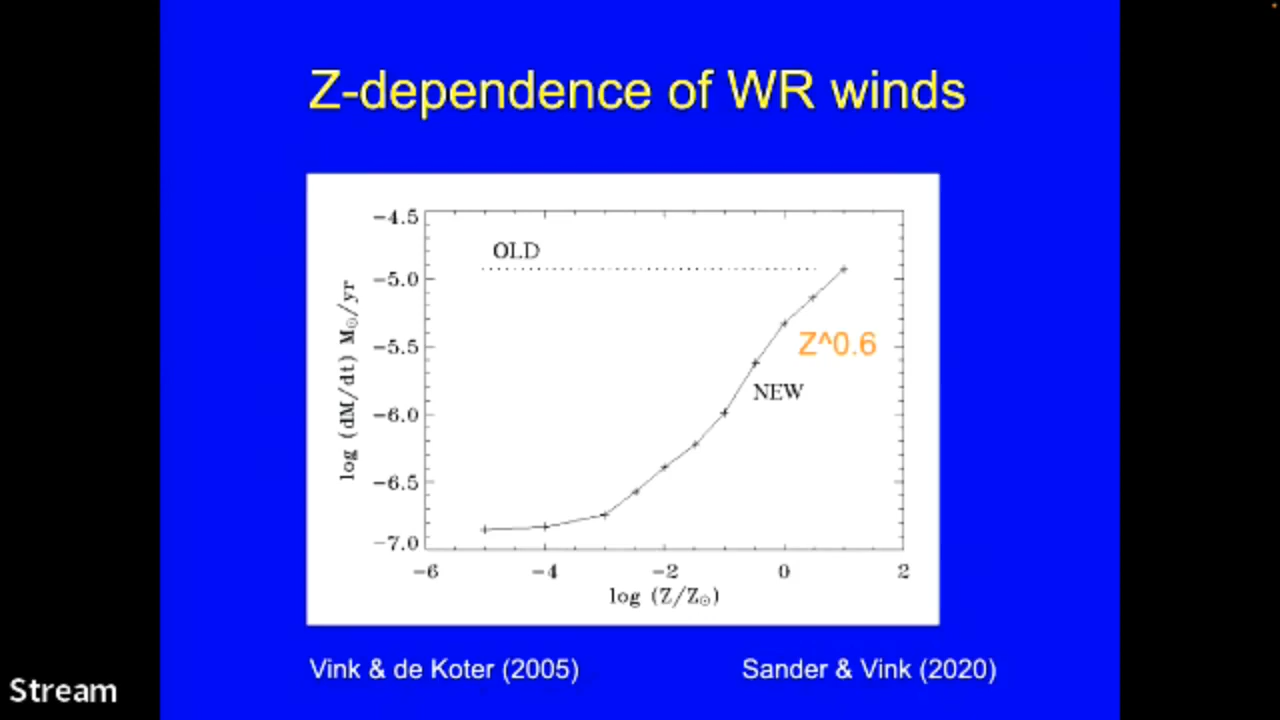 Z-dependence of WR winds
−4.5
OLD
−5.0
−5.5
Z^0.6
NEW
−6.0
−6.5
−7.0
log (dM/dt) M☉/yr
−6 −4 −2 0 2
log (Z/Z☉)
Vink & de Koter (2005) Sander & Vink (2020)
Stream